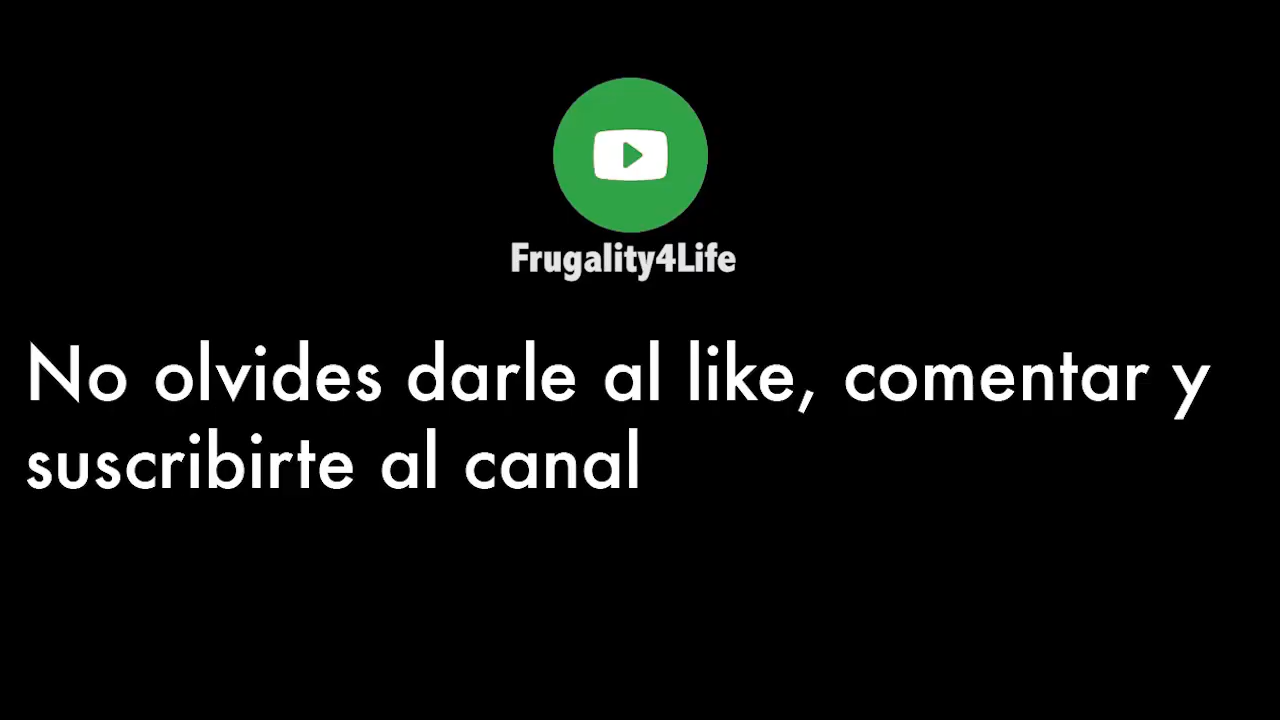 Frugality4Life
No olvides darle al like, comentar y
suscribirte al canal